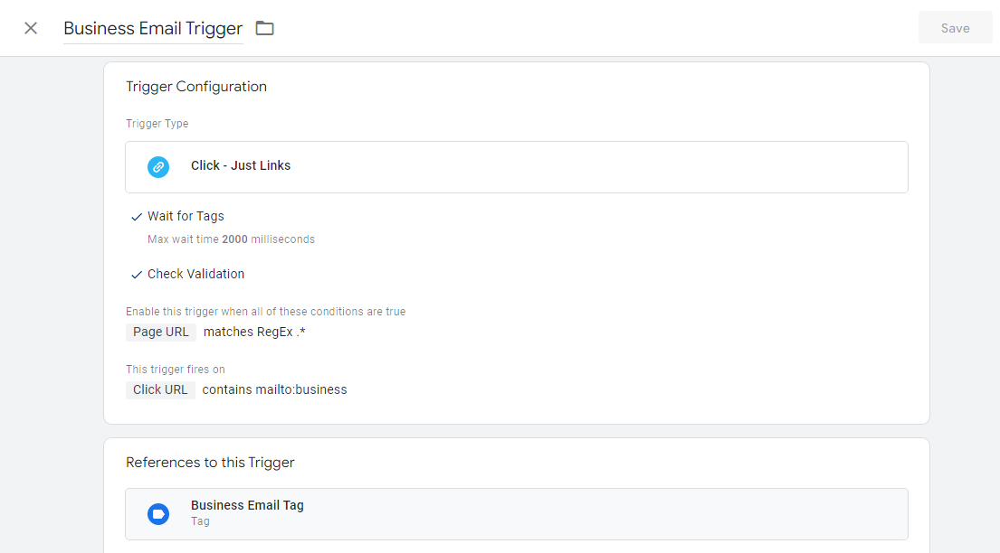 Business Email Trigger
Save
Trigger Configuration
Trigger Type
Click - Just Links
Wait for Tags
Max wait time 2000 milliseconds
Check Validation
Enable this trigger when all of these conditions are true
Page URL matches RegEx .*
This trigger fires on
Click URL contains mailto:business
References to this Trigger
Business Email Tag
Tag